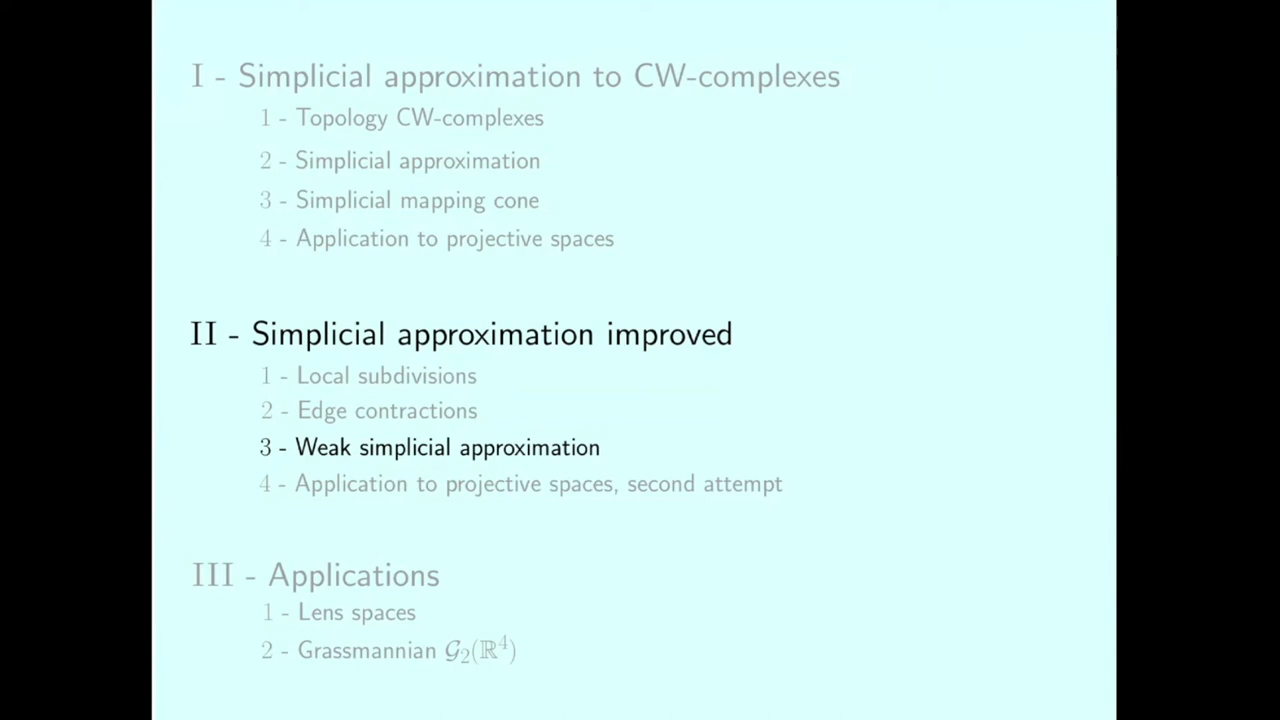 I - Simplicial approximation to CW-complexes
1 - Topology CW-complexes
2 - Simplicial approximation
3 - Simplicial mapping cone
4 - Application to projective spaces
II - Simplicial approximation improved
1 - Local subdivisions
2 - Edge contractions
3 - Weak simplicial approximation
4 - Application to projective spaces, second attempt
III - Applications
1 - Lens spaces
2 - Grassmannian 𝒢₂(ℝ⁴)